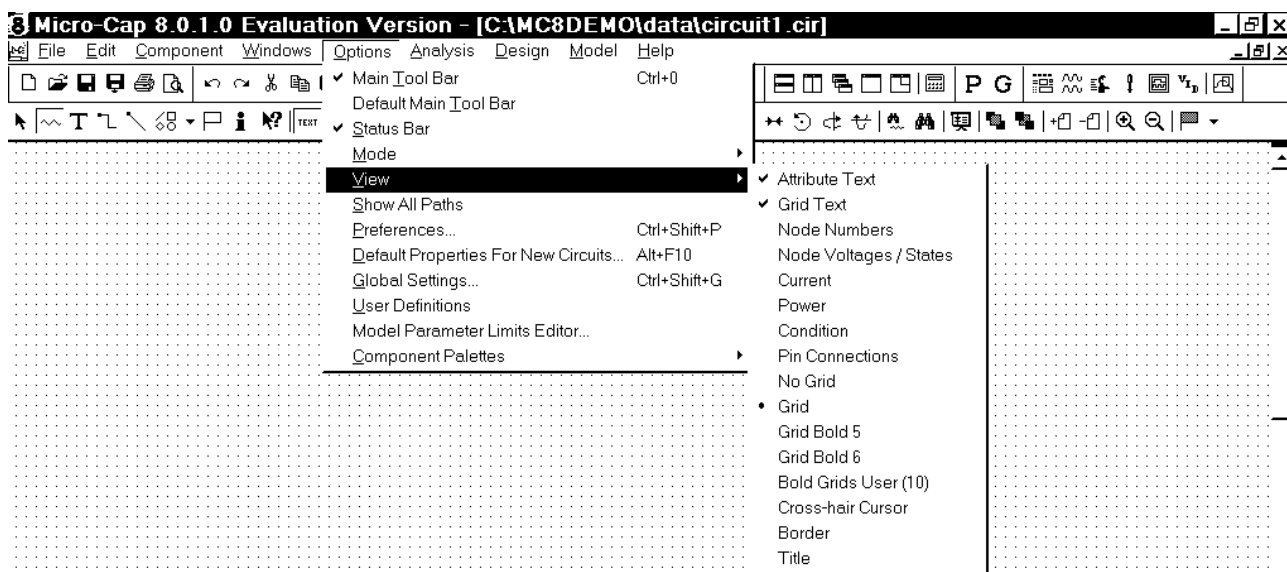 Micro-Cap 8.0.1.0 Evaluation Version - [C:\MC8DEMO\data\circuit1.cir]
File Edit Component Windows Options Analysis Design Model Help
P G
T TEXT
Main Tool Bar Ctrl+0
Default Main Tool Bar
Status Bar
Mode
View
Show All Paths
Preferences... Ctrl+Shift+P
Default Properties For New Circuits... Alt+F10
Global Settings... Ctrl+Shift+G
User Definitions
Model Parameter Limits Editor...
Component Palettes
Attribute Text
Grid Text
Node Numbers
Node Voltages / States
Current
Power
Condition
Pin Connections
No Grid
Grid
Grid Bold 5
Grid Bold 6
Bold Grids User (10)
Cross-hair Cursor
Border
Title